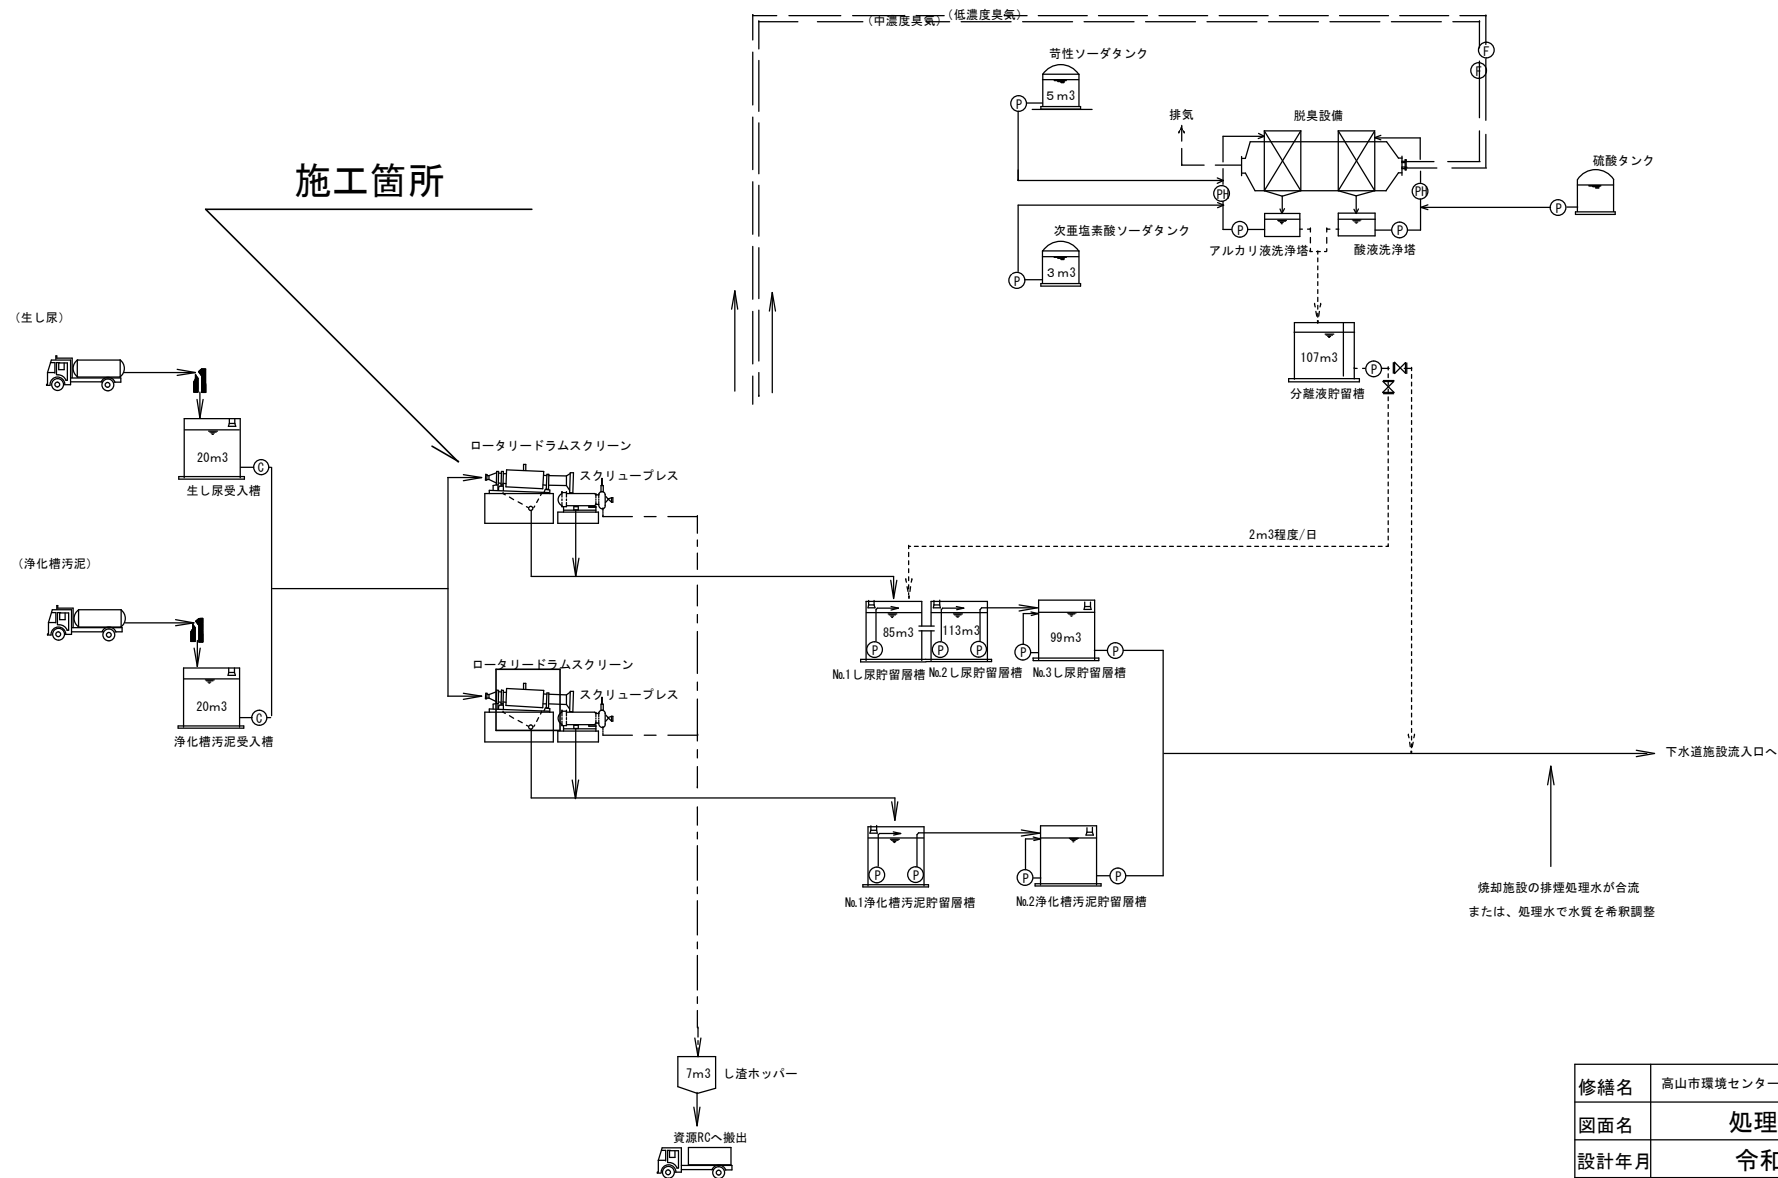 (中濃度臭気)
(低濃度臭気)
F
F
苛性ソーダタンク
P
5m3
排気
脱臭設備
硫酸タンク
施工箇所
PH
PH
P
次亜塩素酸ソーダタンク
P
P
アルカリ液洗浄塔
酸液洗浄塔
P
3m3
(生し尿)
107m3
P
分離液貯留槽
ロータリードラムスクリーン
20m3
C
スクリュープレス
生し尿受入槽
2m3程度/日
(浄化槽汚泥)
85m3
113m3
99m3
P
P
P
P
P
No.1し尿貯留層槽
No.2し尿貯留層槽
No.3し尿貯留層槽
ロータリードラムスクリーン
スクリュープレス
20m3
C
浄化槽汚泥受入槽
下水道施設流入口へ
P
P
P
P
No.1浄化槽汚泥貯留層槽
No.2浄化槽汚泥貯留層槽
焼却施設の排煙処理水が合流
または、処理水で水質を希釈調整
7m3
し渣ホッパー
資源RCへ搬出
修繕名 高山市環境センター
図面名 処理
設計年月 令和